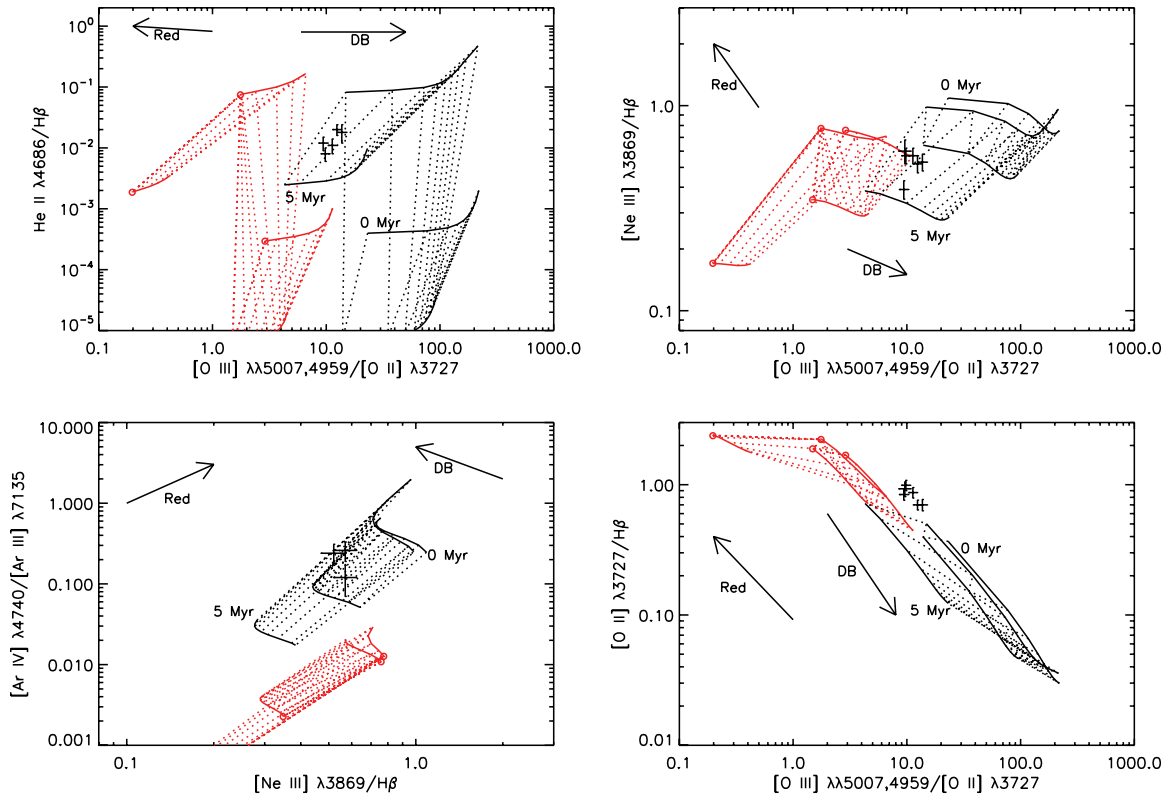 He II λ4686/Hβ
10⁰
10⁻¹
10⁻²
10⁻³
10⁻⁴
10⁻⁵
Red
DB
5 Myr
0 Myr
0.1 1.0 10.0 100.0 1000.0
[O III] λλ5007,4959/[O II] λ3727
[Ne III] λ3869/Hβ
1.0
0.1
Red
0 Myr
5 Myr
DB
0.1 1.0 10.0 100.0 1000.0
[O III] λλ5007,4959/[O II] λ3727
[Ar IV] λ4740/[Ar III] λ7135
10.000
1.000
0.100
0.010
0.001
Red
DB
0 Myr
5 Myr
0.1 1.0
[Ne III] λ3869/Hβ
[O II] λ3727/Hβ
1.00
0.10
0.01
Red
DB
0 Myr
5 Myr
0.1 1.0 10.0 100.0 1000.0
[O III] λλ5007,4959/[O II] λ3727